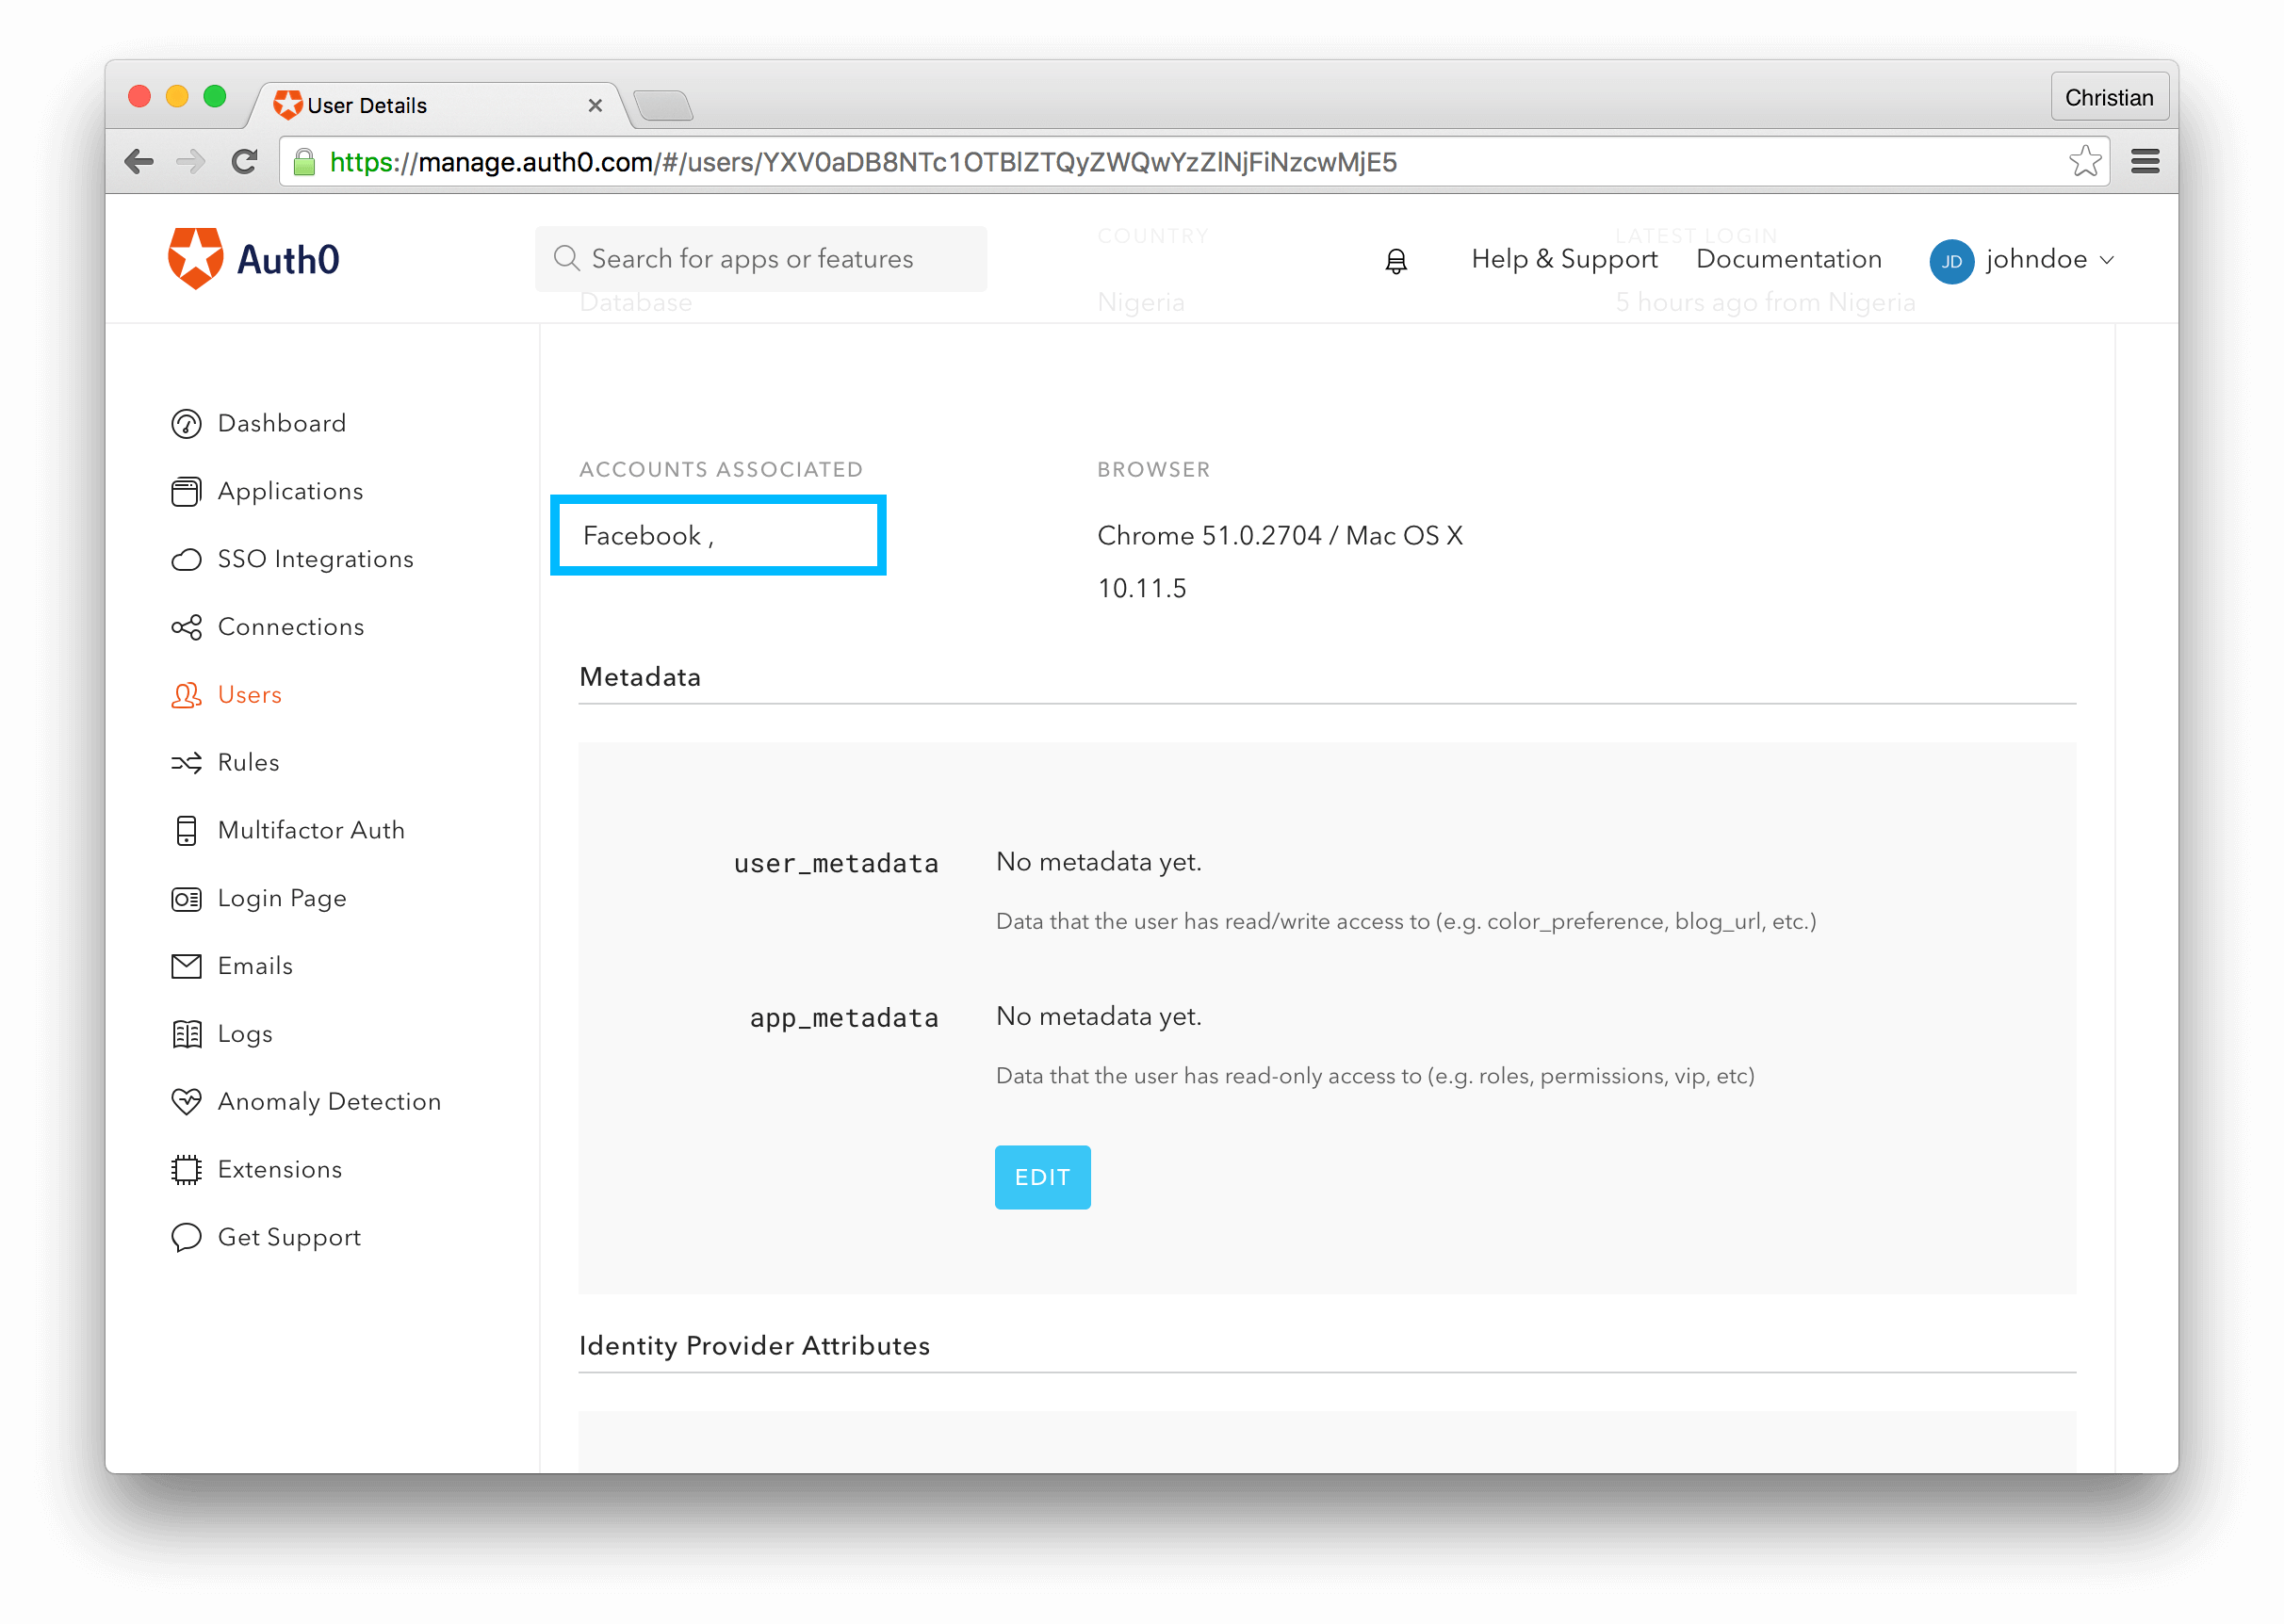 User Details
Christian
https://manage.auth0.com/#/users/YXV0aDB8NTc1OTBlZTQyZWQwYzZlNjFiNzcwMjE5
Auth0
Search for apps or features
COUNTRY
LATEST LOGIN
Help & Support
Documentation
JD
johndoe
Database
Nigeria
5 hours ago from Nigeria
Dashboard
Applications
SSO Integrations
Connections
Users
Rules
Multifactor Auth
Login Page
Emails
Logs
Anomaly Detection
Extensions
Get Support
ACCOUNTS ASSOCIATED
Facebook ,
BROWSER
Chrome 51.0.2704 / Mac OS X
10.11.5
Metadata
user_metadata
No metadata yet.
Data that the user has read/write access to (e.g. color_preference, blog_url, etc.)
app_metadata
No metadata yet.
Data that the user has read-only access to (e.g. roles, permissions, vip, etc)
EDIT
Identity Provider Attributes